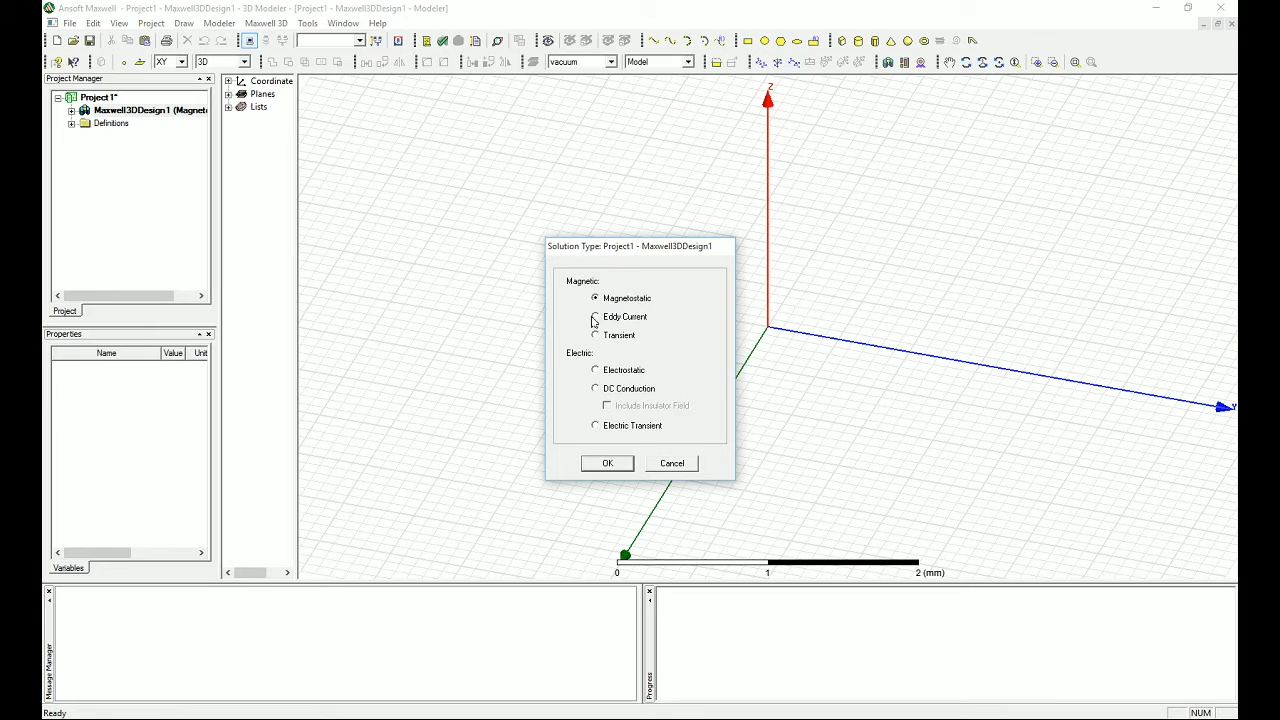 Ansoft Maxwell - Project1 - Maxwell3DDesign1 - 3D Modeler - [Project1 - Maxwell3DDesign1 - Modeler]
File Edit View Project Draw Modeler Maxwell 3D Tools Window Help
XY 3D vacuum Model
Project Manager
Project1*
Maxwell3DDesign1 (Magnet
Definitions
Project
Coordinate
Planes
Lists
Properties
Name Value Unit
Variables
Z
Y
0 1 2 (mm)
Solution Type: Project1 - Maxwell3DDesign1
Magnetic:
Magnetostatic
Eddy Current
Transient
Electric:
Electrostatic
DC Conduction
Include Insulator Field
Electric Transient
OK Cancel
Message Manager
Progress
Ready NUM